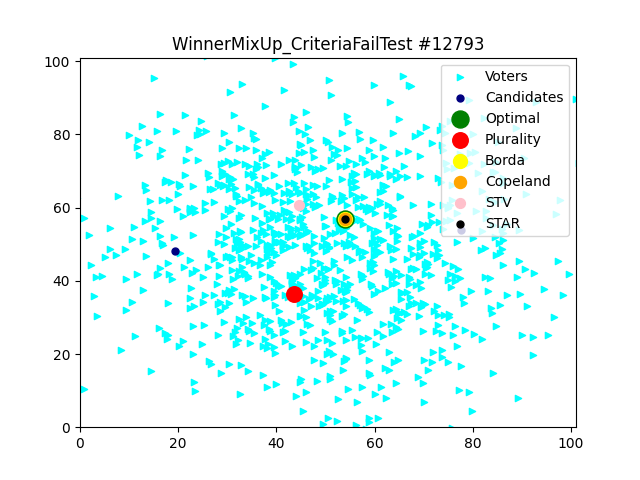 WinnerMixUp_CriteriaFailTest #12793
100
80
60
40
20
0
0
20
40
60
80
100
Voters
Candidates
Optimal
Plurality
Borda
Copeland
STV
STAR